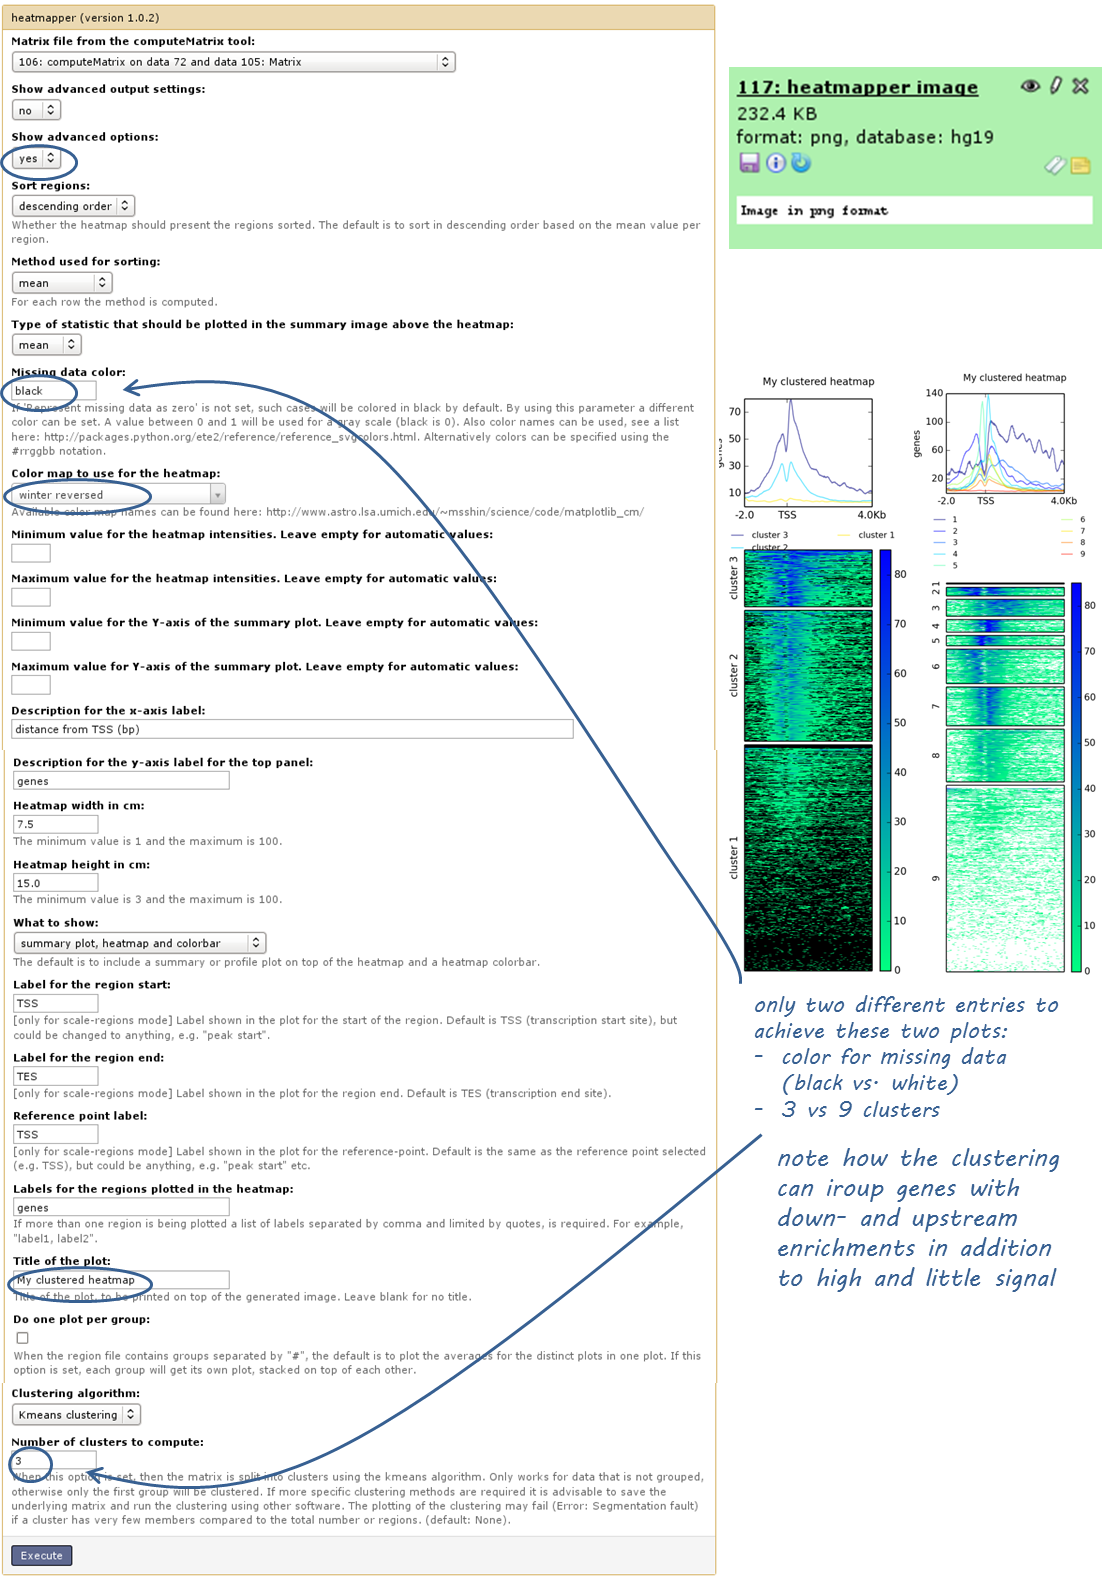 heatmapper (version 1.0.2)
Matrix file from the computeMatrix tool:
106: computeMatrix on data 72 and data 105: Matrix
Show advanced output settings:
no
Show advanced options:
yes
Sort regions:
descending order
Whether the heatmap should present the regions sorted. The default is to sort in descending order based on the mean value per
region.
Method used for sorting:
mean
For each row the method is computed.
Type of statistic that should be plotted in the summary image above the heatmap:
mean
Missing data color:
black
If 'Represent missing data as zero' is not set, such cases will be colored in black by default. By using this parameter a different
color can be set. A value between 0 and 1 will be used for a gray scale (black is 0). Also color names can be used, see a list
here: http://packages.python.org/ete2/reference/reference_svgcolors.html. Alternatively colors can be specified using the
#rrggbb notation.
Color map to use for the heatmap:
winter reversed
Available color map names can be found here: http://www.astro.lsa.umich.edu/~msshin/science/code/matplotlib_cm/
Minimum value for the heatmap intensities. Leave empty for automatic values:
Maximum value for the heatmap intensities. Leave empty for automatic values:
Minimum value for the Y-axis of the summary plot. Leave empty for automatic values:
Maximum value for Y-axis of the summary plot. Leave empty for automatic values:
Description for the x-axis label:
distance from TSS (bp)
Description for the y-axis label for the top panel:
genes
Heatmap width in cm:
7.5
The minimum value is 1 and the maximum is 100.
Heatmap height in cm:
15.0
The minimum value is 3 and the maximum is 100.
What to show:
summary plot, heatmap and colorbar
The default is to include a summary or profile plot on top of the heatmap and a heatmap colorbar.
Label for the region start:
TSS
[only for scale-regions mode] Label shown in the plot for the start of the region. Default is TSS (transcription start site), but
could be changed to anything, e.g. "peak start".
Label for the region end:
TES
[only for scale-regions mode] Label shown in the plot for the region end. Default is TES (transcription end site).
Reference point label:
TSS
[only for scale-regions mode] Label shown in the plot for the reference-point. Default is the same as the reference point selected
(e.g. TSS), but could be anything, e.g. "peak start" etc.
Labels for the regions plotted in the heatmap:
genes
If more than one region is being plotted a list of labels separated by comma and limited by quotes, is required. For example,
"label1, label2".
Title of the plot:
My clustered heatmap
Title of the plot, to be printed on top of the generated image. Leave blank for no title.
Do one plot per group:
When the region file contains groups separated by "#", the default is to plot the averages for the distinct plots in one plot. If this
option is set, each group will get its own plot, stacked on top of each other.
Clustering algorithm:
Kmeans clustering
Number of clusters to compute:
3
When this option is set, then the matrix is split into clusters using the kmeans algorithm. Only works for data that is not grouped,
otherwise only the first group will be clustered. If more specific clustering methods are required it is advisable to save the
underlying matrix and run the clustering using other software. The plotting of the clustering may fail (Error: Segmentation fault)
if a cluster has very few members compared to the total number or regions. (default: None).
Execute
117: heatmapper image
232.4 KB
format: png, database: hg19
Image in png format
My clustered heatmap
70
50
30
10
genes
-2.0 TSS 4.0Kb
cluster 3 cluster 1
cluster 2
cluster 3
cluster 2
cluster 1
80
70
60
50
40
30
20
10
0
My clustered heatmap
140
100
60
20
genes
-2.0 TSS 4.0Kb
1 6
2 7
3 8
4 9
5
2 1
3
4
5
6
7
8
9
80
70
60
50
40
30
20
10
0
only two different entries to
achieve these two plots:
- color for missing data
(black vs. white)
- 3 vs 9 clusters
note how the clustering
can iroup genes with
down- and upstream
enrichments in addition
to high and little signal